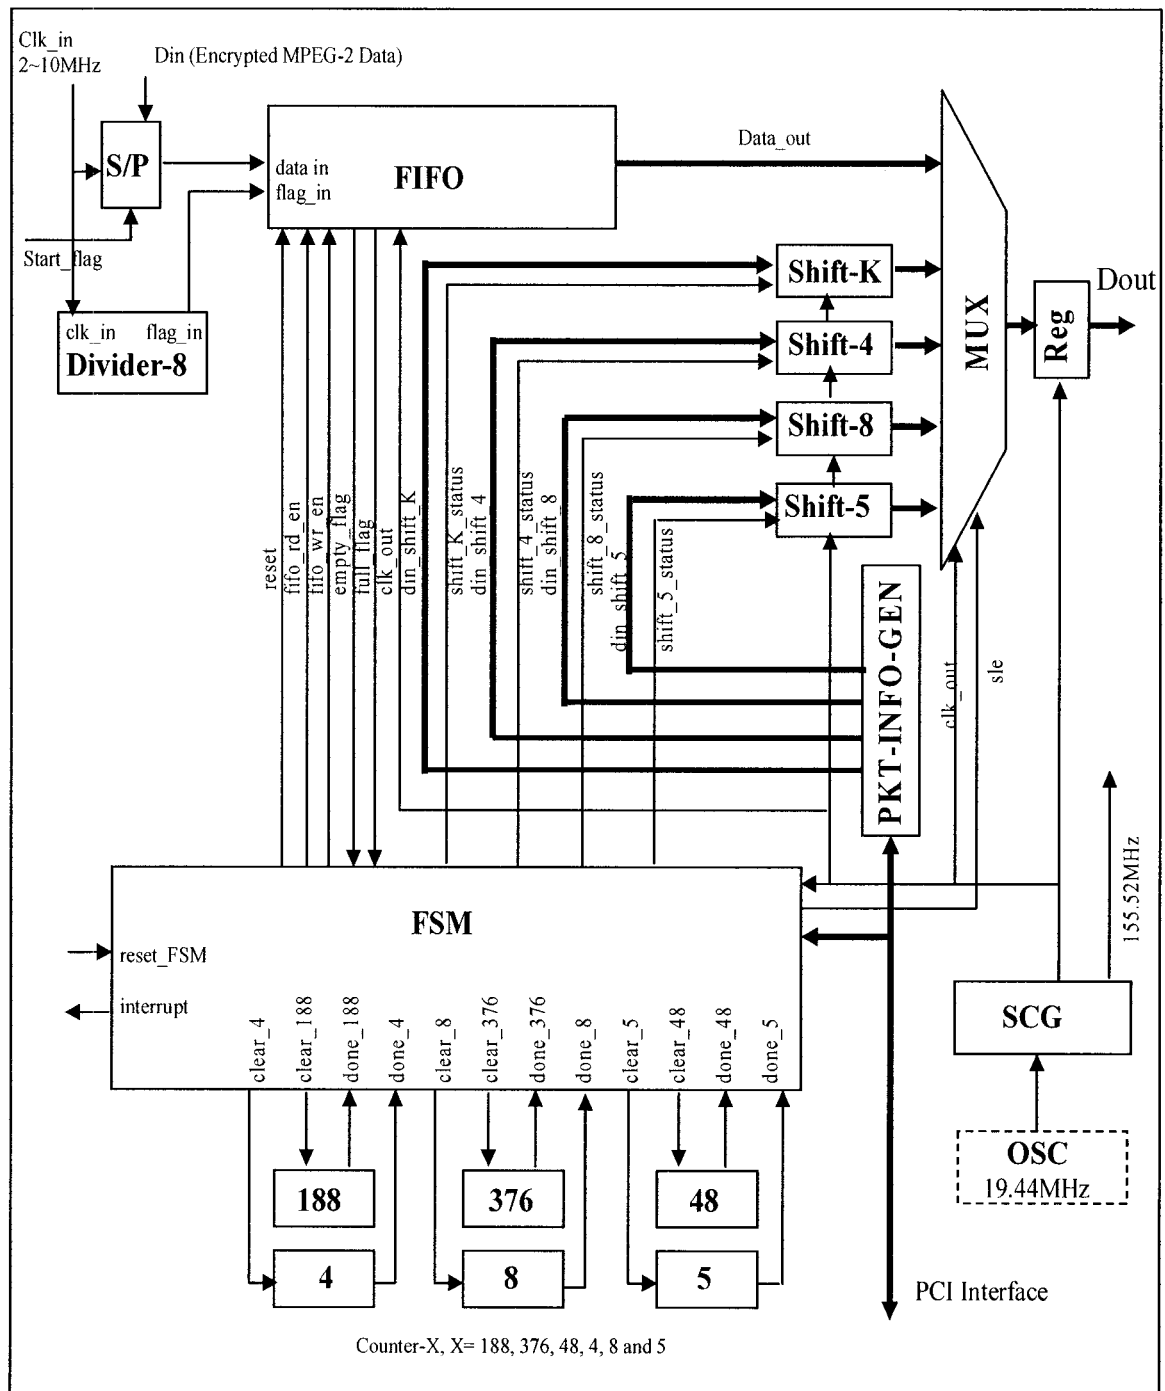 Clk_in
2~10MHz
Din (Encrypted MPEG-2 Data)
S/P
data in
flag_in
FIFO
Data_out
Start_flag
clk_in flag_in
Divider-8
Shift-K
Shift-4
Shift-8
Shift-5
MUX
Reg
Dout
reset
fifo_rd_en
fifo_wr_en
empty_flag
full_flag
clk_out
din_shift_K
shift_K_status
din_shift_4
shift_4_status
din_shift_8
shift_8_status
din_shift_5
shift_5_status
PKT-INFO-GEN
clk_out
sle
155.52MHz
FSM
reset_FSM
interrupt
clear_4
clear_188
done_188
done_4
clear_8
clear_376
done_376
done_8
clear_5
clear_48
done_48
done_5
SCG
OSC
19.44MHz
188
376
48
4
8
5
PCI Interface
Counter-X, X= 188, 376, 48, 4, 8 and 5